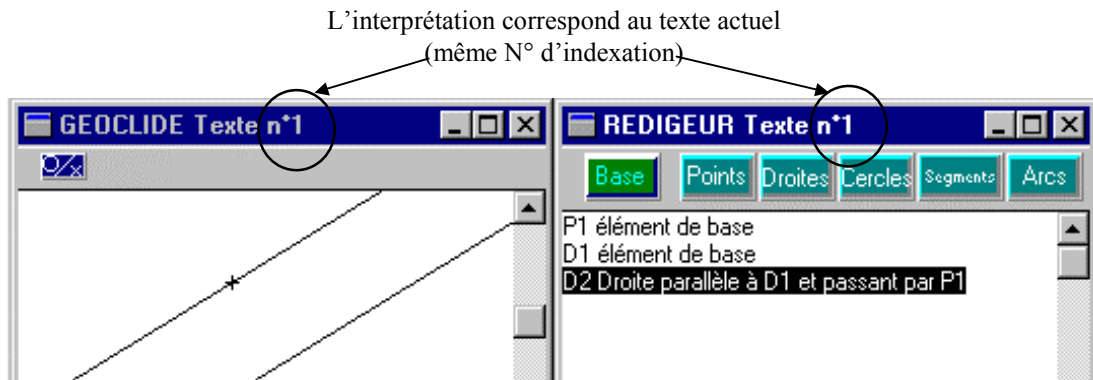 L’interprétation correspond au texte actuel
(même N° d’indexation)
GEOCLIDE Texte n°1
REDIGEUR Texte n°1
Base Points Droites Cercles Segments Arcs
P1 élément de base
D1 élément de base
D2 Droite parallèle à D1 et passant par P1